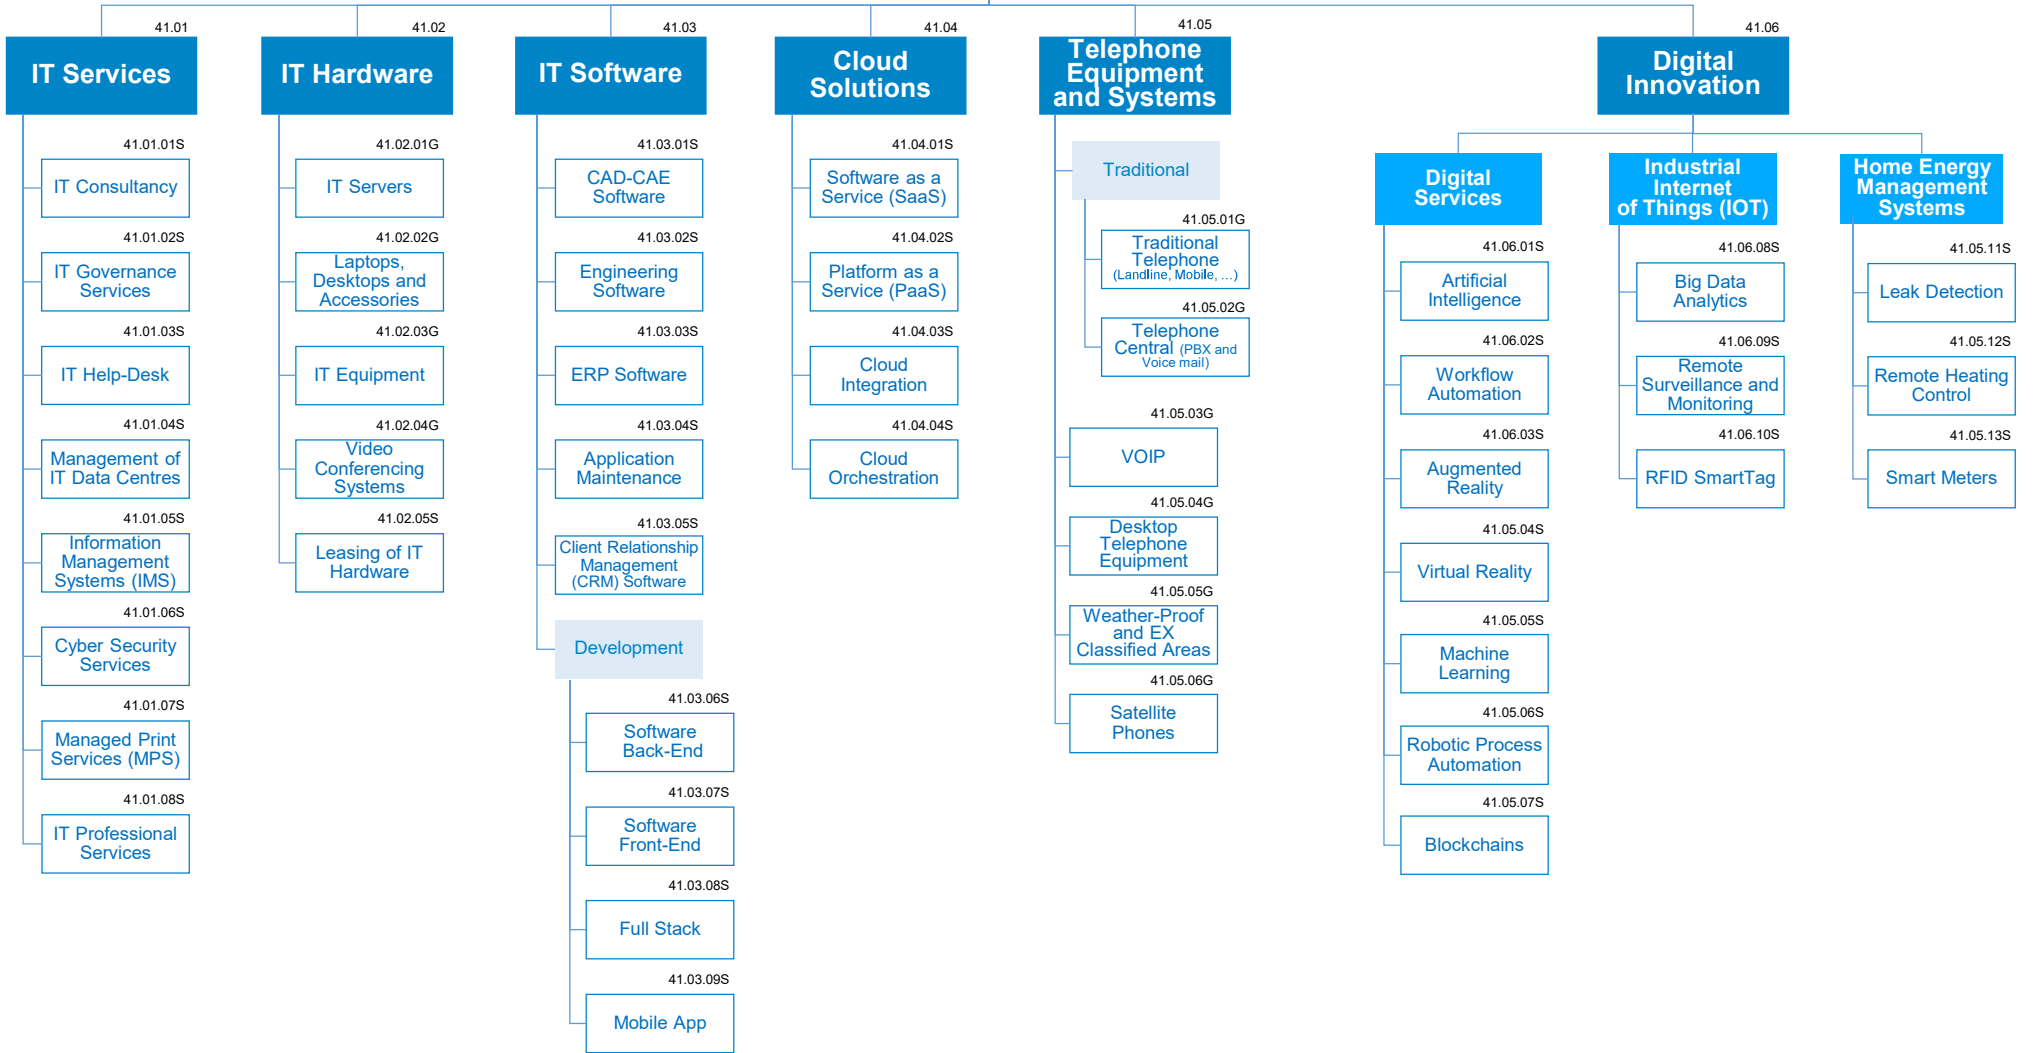 41.01
IT Services
41.01.01S
IT Consultancy
41.01.02S
IT Governance
Services
41.01.03S
IT Help-Desk
41.01.04S
Management of
IT Data Centres
41.01.05S
Information
Management
Systems (IMS)
41.01.06S
Cyber Security
Services
41.01.07S
Managed Print
Services (MPS)
41.01.08S
IT Professional
Services
41.02
IT Hardware
41.02.01G
IT Servers
41.02.02G
Laptops,
Desktops and
Accessories
41.02.03G
IT Equipment
41.02.04G
Video
Conferencing
Systems
41.02.05S
Leasing of IT
Hardware
41.03
IT Software
41.03.01S
CAD-CAE
Software
41.03.02S
Engineering
Software
41.03.03S
ERP Software
41.03.04S
Application
Maintenance
41.03.05S
Client Relationship
Management
(CRM) Software
Development
41.03.06S
Software
Back-End
41.03.07S
Software
Front-End
41.03.08S
Full Stack
41.03.09S
Mobile App
41.04
Cloud
Solutions
41.04.01S
Software as a
Service (SaaS)
41.04.02S
Platform as a
Service (PaaS)
41.04.03S
Cloud
Integration
41.04.04S
Cloud
Orchestration
41.05
Telephone
Equipment
and Systems
Traditional
41.05.01G
Traditional
Telephone
(Landline, Mobile, …)
41.05.02G
Telephone
Central (PBX and
Voice mail)
41.05.03G
VOIP
41.05.04G
Desktop
Telephone
Equipment
41.05.05G
Weather-Proof
and EX
Classified Areas
41.05.06G
Satellite
Phones
41.06
Digital
Innovation
Digital
Services
41.06.01S
Artificial
Intelligence
41.06.02S
Workflow
Automation
41.06.03S
Augmented
Reality
41.05.04S
Virtual Reality
41.05.05S
Machine
Learning
41.05.06S
Robotic Process
Automation
41.05.07S
Blockchains
Industrial
Internet
of Things (IOT)
41.06.08S
Big Data
Analytics
41.06.09S
Remote
Surveillance and
Monitoring
41.06.10S
RFID SmartTag
Home Energy
Management
Systems
41.05.11S
Leak Detection
41.05.12S
Remote Heating
Control
41.05.13S
Smart Meters